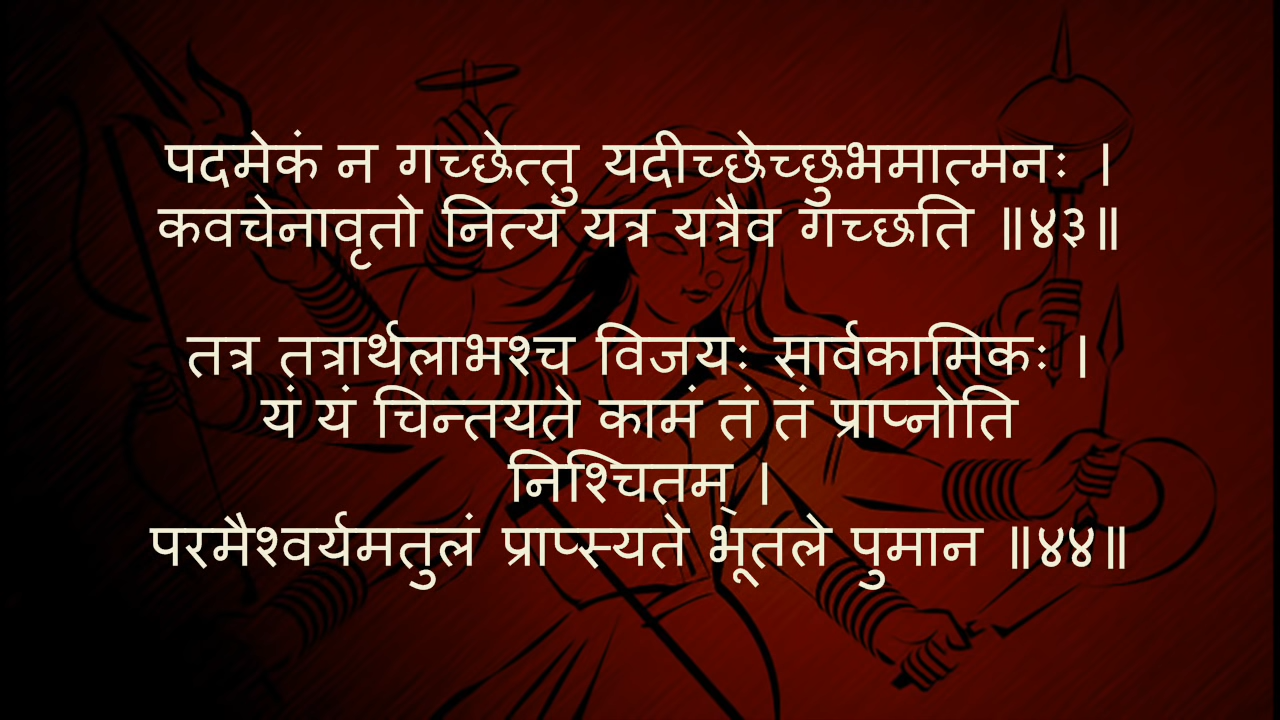 पदमेकं न गच्छेत्तु यदीच्छेच्छुभमात्मनः ।
कवचेनावृतो नित्यं यत्र यत्रैव गच्छति ॥४३॥
तत्र तत्रार्थलाभश्च विजयः सार्वकामिकः ।
यं यं चिन्तयते कामं तं तं प्राप्नोति
निश्चितम् ।
परमैश्वर्यमतुलं प्राप्स्यते भूतले पुमान ॥४४॥